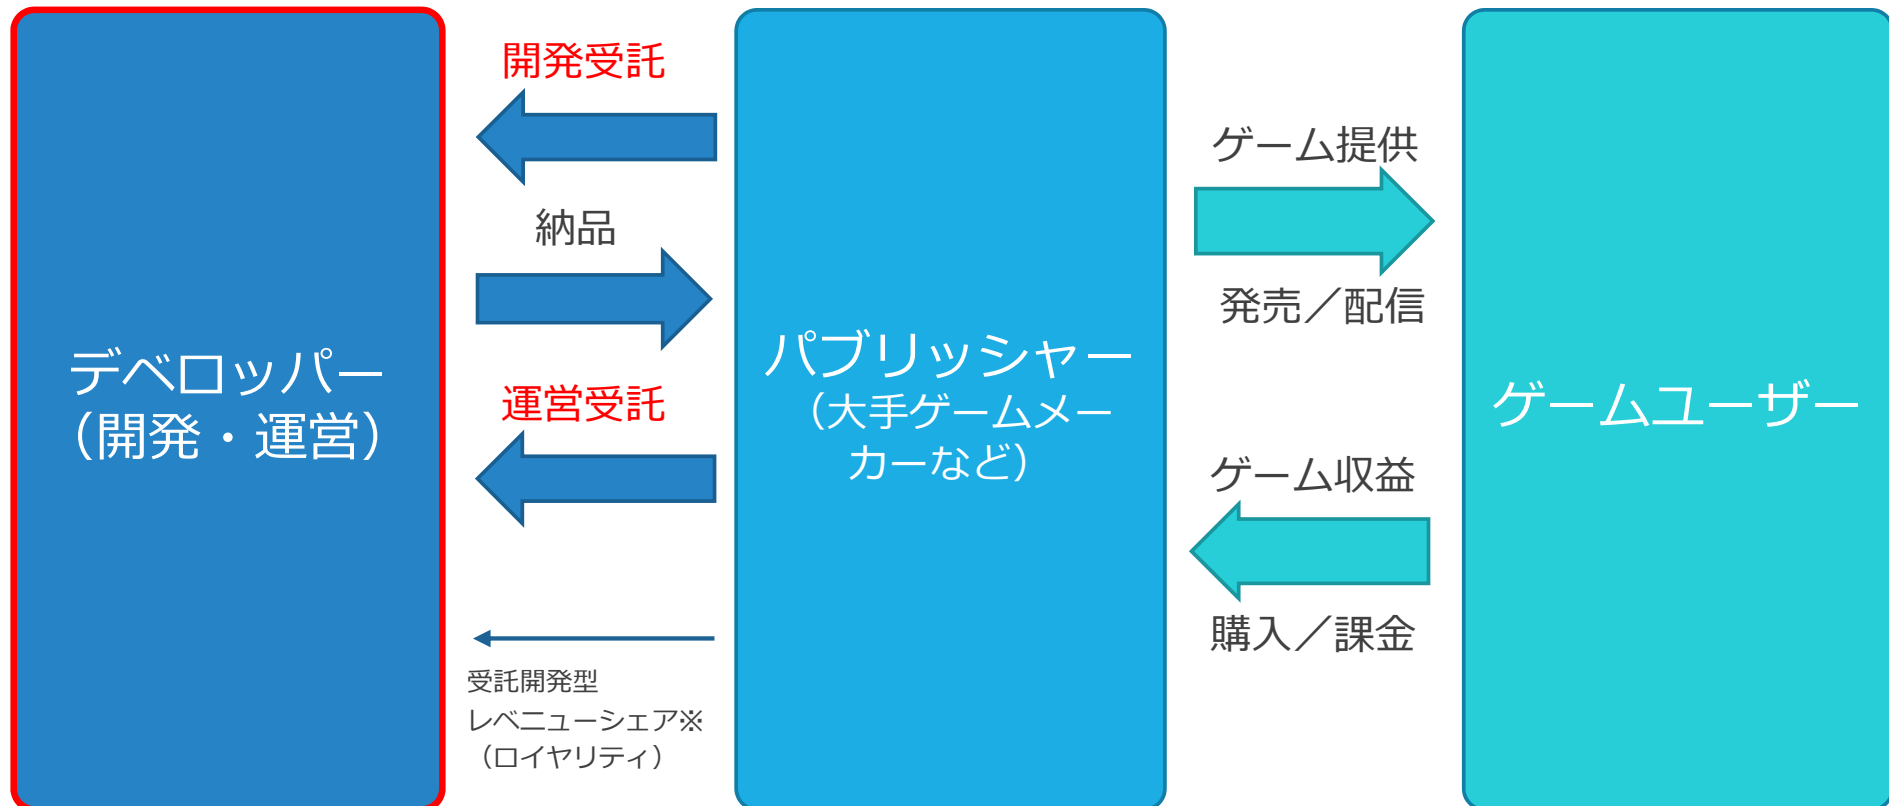 デベロッパー
（開発・運営）
開発受託
納品
運営受託
受託開発型
レベニューシェア※
（ロイヤリティ）
パブリッシャー
（大手ゲームメー
カーなど）
ゲーム提供
発売／配信
ゲーム収益
購入／課金
ゲームユーザー